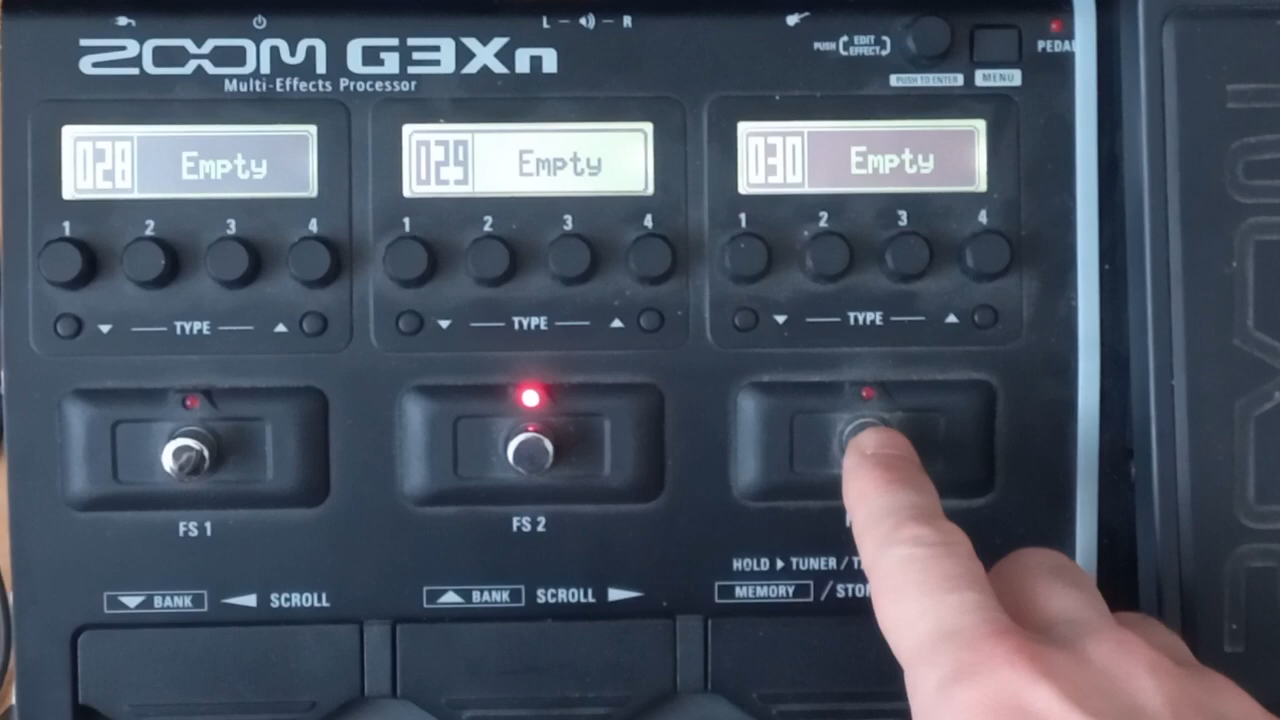 L R
ZOOM G3Xn
Multi-Effects Processor
PUSH EDIT EFFECT
PUSH TO ENTER
MENU
028 Empty
029 Empty
030 Empty
1 2 3 4
1 2 3 4
1 2 3 4
TYPE
TYPE
TYPE
FS 1
FS 2
HOLD TUNER /
BANK SCROLL
BANK SCROLL
MEMORY /